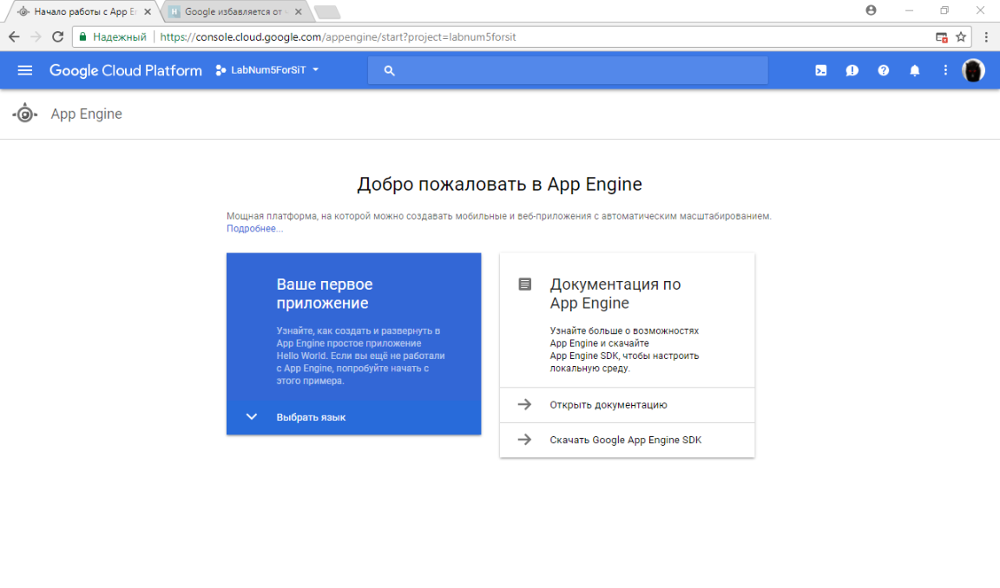 Начало работы с App En
Google избавляется от
Надежный
https://console.cloud.google.com/appengine/start?project=labnum5forsit
Google Cloud Platform
LabNum5ForSiT
App Engine
Добро пожаловать в App Engine
Мощная платформа, на которой можно создавать мобильные и веб-приложения с автоматическим масштабированием.
Подробнее...
Ваше первое
приложение
Узнайте, как создать и развернуть в
App Engine простое приложение
Hello World. Если вы ещё не работали
с App Engine, попробуйте начать с
этого примера.
Выбрать язык
Документация по
App Engine
Узнайте больше о возможностях
App Engine и скачайте
App Engine SDK, чтобы настроить
локальную среду.
Открыть документацию
Скачать Google App Engine SDK